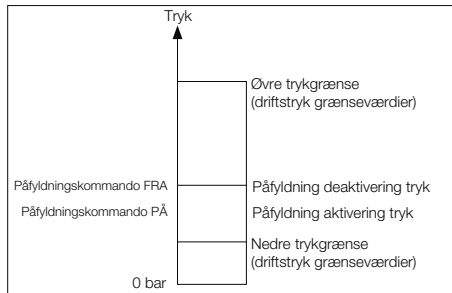 Tryk
Øvre trykgrænse
(driftstryk grænseværdier)
Påfyldningskommando FRA
Påfyldning deaktivering tryk
Påfyldningskommando PÅ
Påfyldning aktivering tryk
Nedre trykgrænse
(driftstryk grænseværdier)
0 bar